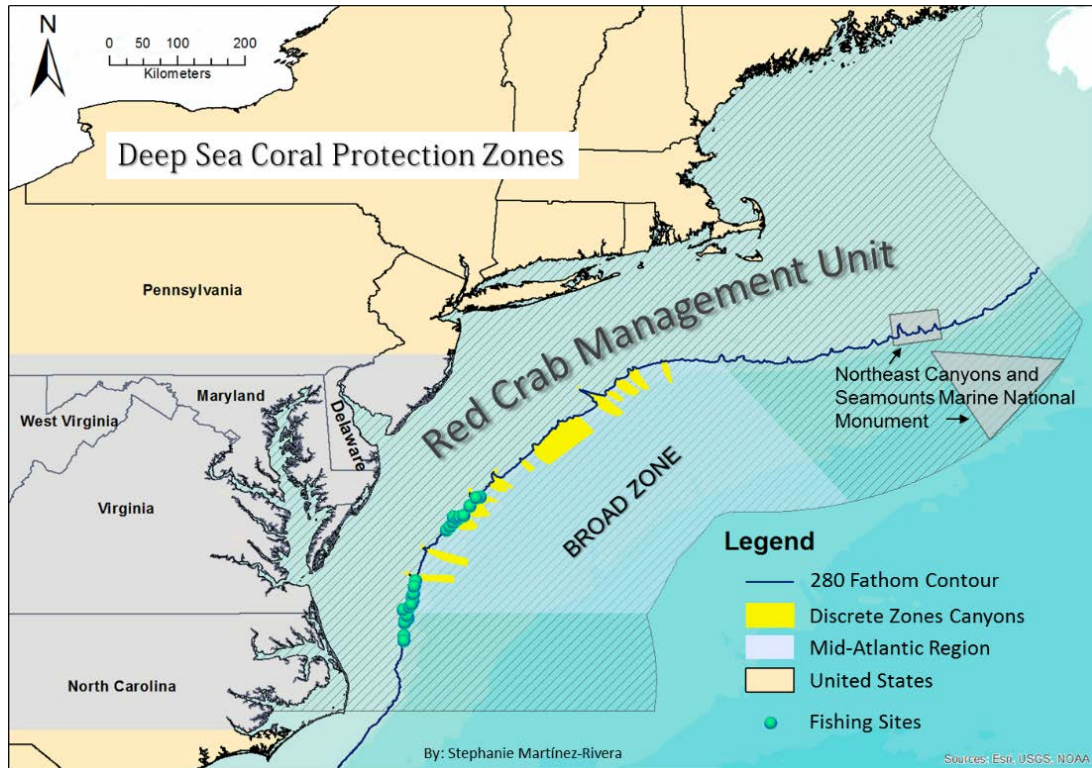 N
0 50 100 200
Kilometers
Deep Sea Coral Protection Zones
Red Crab Management Unit
Pennsylvania
Maryland
West Virginia
Delaware
Virginia
North Carolina
Northeast Canyons and
Seamounts Marine National
Monument
BROAD ZONE
Legend
280 Fathom Contour
Discrete Zones Canyons
Mid-Atlantic Region
United States
Fishing Sites
By: Stephanie Martínez-Rivera
Sources: Esri, USGS, NOAA